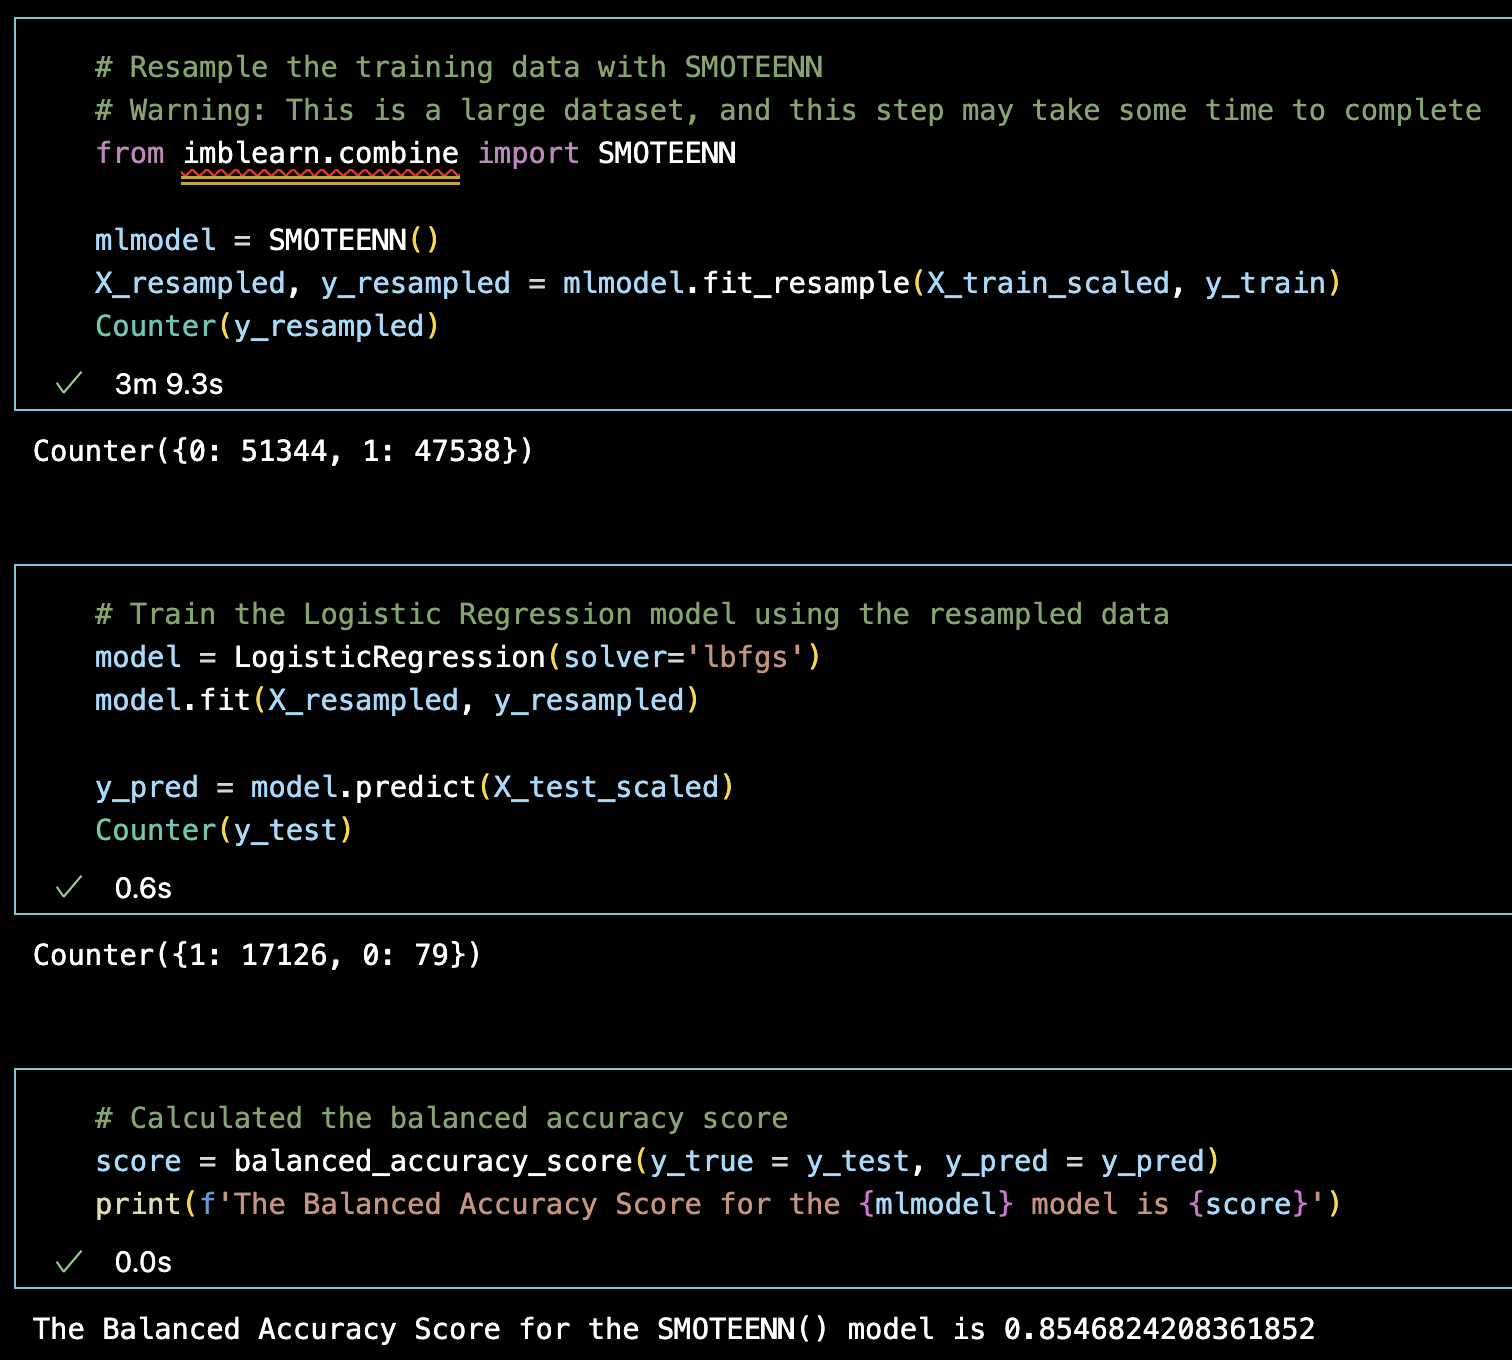 # Resample the training data with SMOTEENN
# Warning: This is a large dataset, and this step may take some time to complete
from imblearn.combine import SMOTEENN
mlmodel = SMOTEENN()
X_resampled, y_resampled = mlmodel.fit_resample(X_train_scaled, y_train)
Counter(y_resampled)
3m 9.3s
Counter({0: 51344, 1: 47538})
# Train the Logistic Regression model using the resampled data
model = LogisticRegression(solver='lbfgs')
model.fit(X_resampled, y_resampled)
y_pred = model.predict(X_test_scaled)
Counter(y_test)
0.6s
Counter({1: 17126, 0: 79})
# Calculated the balanced accuracy score
score = balanced_accuracy_score(y_true = y_test, y_pred = y_pred)
print(f'The Balanced Accuracy Score for the {mlmodel} model is {score}')
0.0s
The Balanced Accuracy Score for the SMOTEENN() model is 0.8546824208361852